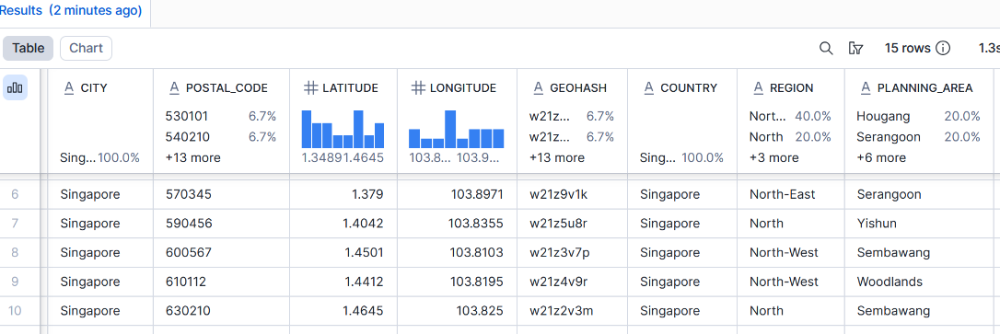 Results (2 minutes ago)
Table Chart 15 rows 1.3s
A CITY A POSTAL_CODE # LATITUDE # LONGITUDE A GEOHASH A COUNTRY A REGION A PLANNING_AREA
530101 6.7% w21z... 6.7% Nort... 40.0% Hougang 20.0%
540210 6.7% w21z... 6.7% North 20.0% Serangoon 20.0%
Sing... 100.0% +13 more 1.3489 1.4645 103.8... 103.9... +13 more Sing... 100.0% +3 more +6 more
6 Singapore 570345 1.379 103.8971 w21z9v1k Singapore North-East Serangoon
7 Singapore 590456 1.4042 103.8355 w21z5u8r Singapore North Yishun
8 Singapore 600567 1.4501 103.8103 w21z3v7p Singapore North-West Sembawang
9 Singapore 610112 1.4412 103.8195 w21z4v9r Singapore North-West Woodlands
10 Singapore 630210 1.4645 103.825 w21z2v3m Singapore North Sembawang